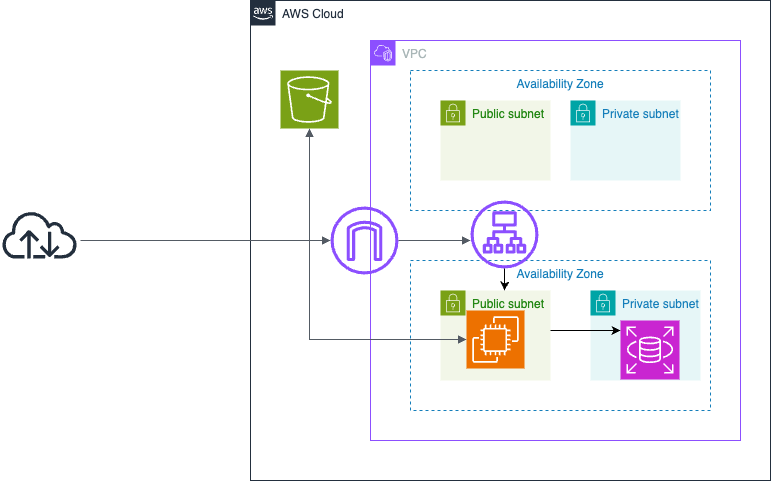 aws
AWS Cloud
VPC
Availability Zone
Public subnet
Private subnet
Availability Zone
Public subnet
Private subnet